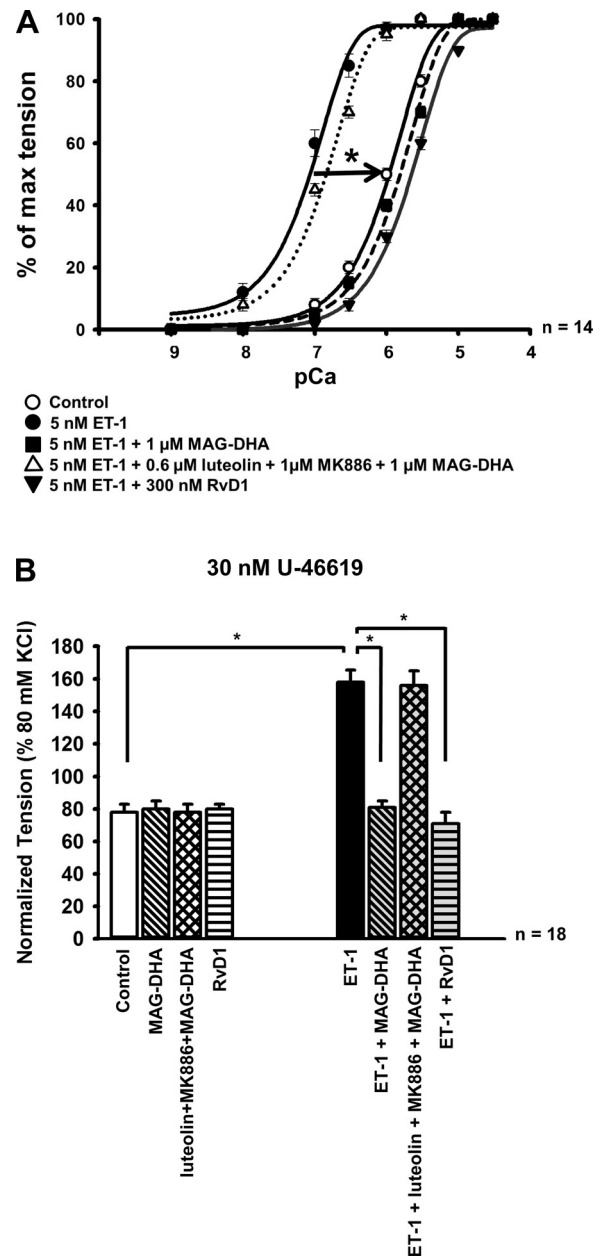 A
% of max tension
100
80
60
40
20
0
*
n = 14
9 8 7 6 5 4
pCa
Control
5 nM ET-1
5 nM ET-1 + 1 µM MAG-DHA
5 nM ET-1 + 0.6 µM luteolin + 1µM MK886 + 1 µM MAG-DHA
5 nM ET-1 + 300 nM RvD1
B
30 nM U-46619
Normalized Tension (% 80 mM KCl)
180
160
140
120
100
80
60
40
20
0
*
*
*
n = 18
Control
MAG-DHA
luteolin+MK886+MAG-DHA
RvD1
ET-1
ET-1 + MAG-DHA
ET-1 + luteolin + MK886 + MAG-DHA
ET-1 + RvD1